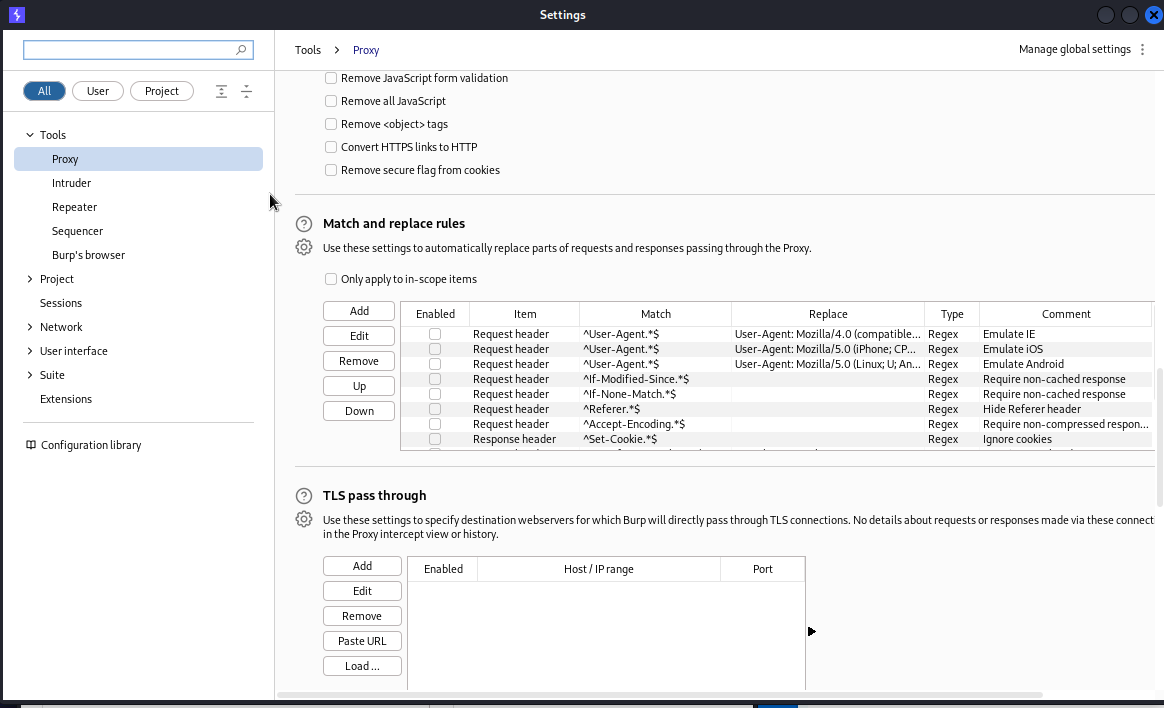 Settings
Tools
Proxy
Manage global settings
All
User
Project
Tools
Proxy
Intruder
Repeater
Sequencer
Burp's browser
Project
Sessions
Network
User interface
Suite
Extensions
Configuration library
Remove JavaScript form validation
Remove all JavaScript
Remove <object> tags
Convert HTTPS links to HTTP
Remove secure flag from cookies
Match and replace rules
Use these settings to automatically replace parts of requests and responses passing through the Proxy.
Only apply to in-scope items
Add
Edit
Remove
Up
Down
Enabled Item Match Replace Type Comment
Request header ^User-Agent.*$ User-Agent: Mozilla/4.0 (compatible... Regex Emulate IE
Request header ^User-Agent.*$ User-Agent: Mozilla/5.0 (iPhone; CP... Regex Emulate iOS
Request header ^User-Agent.*$ User-Agent: Mozilla/5.0 (Linux; U; An... Regex Emulate Android
Request header ^If-Modified-Since.*$ Regex Require non-cached response
Request header ^If-None-Match.*$ Regex Require non-cached response
Request header ^Referer.*$ Regex Hide Referer header
Request header ^Accept-Encoding.*$ Regex Require non-compressed respon...
Response header ^Set-Cookie.*$ Regex Ignore cookies
TLS pass through
Use these settings to specify destination webservers for which Burp will directly pass through TLS connections. No details about requests or responses made via these connect
in the Proxy intercept view or history.
Add
Edit
Remove
Paste URL
Load ...
Enabled Host / IP range Port